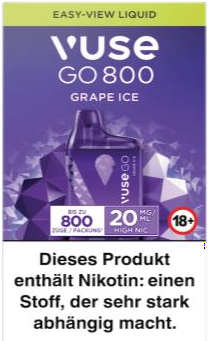 EASY-VIEW LIQUID
VUSE
GO 800
GRAPE ICE
VUSE GO
BIS ZU
800
ZÜGE / PACKUNG¹
20 MG/ML
HIGH NIC
18+
Dieses Produkt
enthält Nikotin: einen
Stoff, der sehr stark
abhängig macht.